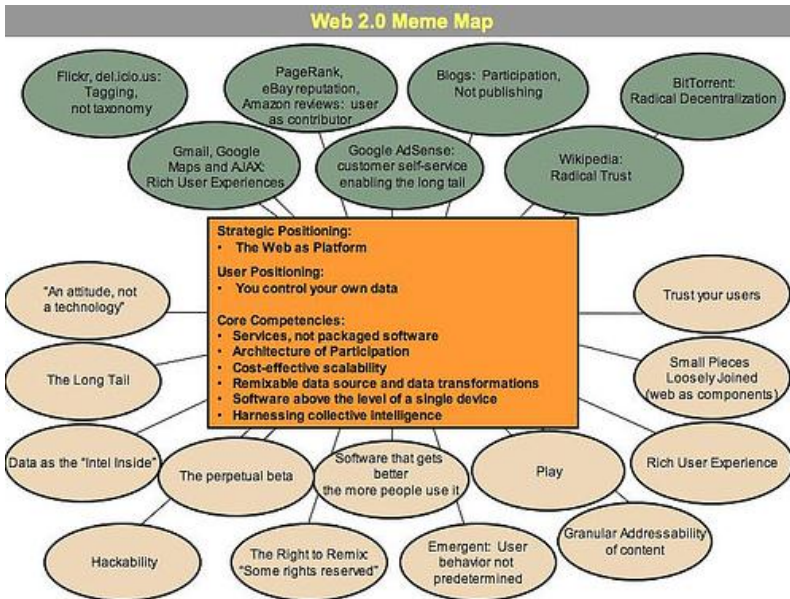 Web 2.0 Meme Map
Flickr, del.icio.us:
Tagging,
not taxonomy
PageRank,
eBay reputation,
Amazon reviews: user
as contributor
Blogs: Participation,
Not publishing
BitTorrent:
Radical Decentralization
Gmail, Google
Maps and AJAX:
Rich User Experiences
Google AdSense:
customer self-service
enabling the long tail
Wikipedia:
Radical Trust
Strategic Positioning:
• The Web as Platform
User Positioning:
• You control your own data
Core Competencies:
• Services, not packaged software
• Architecture of Participation
• Cost-effective scalability
• Remixable data source and data transformations
• Software above the level of a single device
• Harnessing collective intelligence
“An attitude, not
a technology”
Trust your users
The Long Tail
Small Pieces
Loosely Joined
(web as components)
Data as the “Intel Inside”
The perpetual beta
Software that gets
better
the more people use it
Play
Rich User Experience
Hackability
The Right to Remix:
“Some rights reserved”
Emergent: User
behavior not
predetermined
Granular Addressability
of content